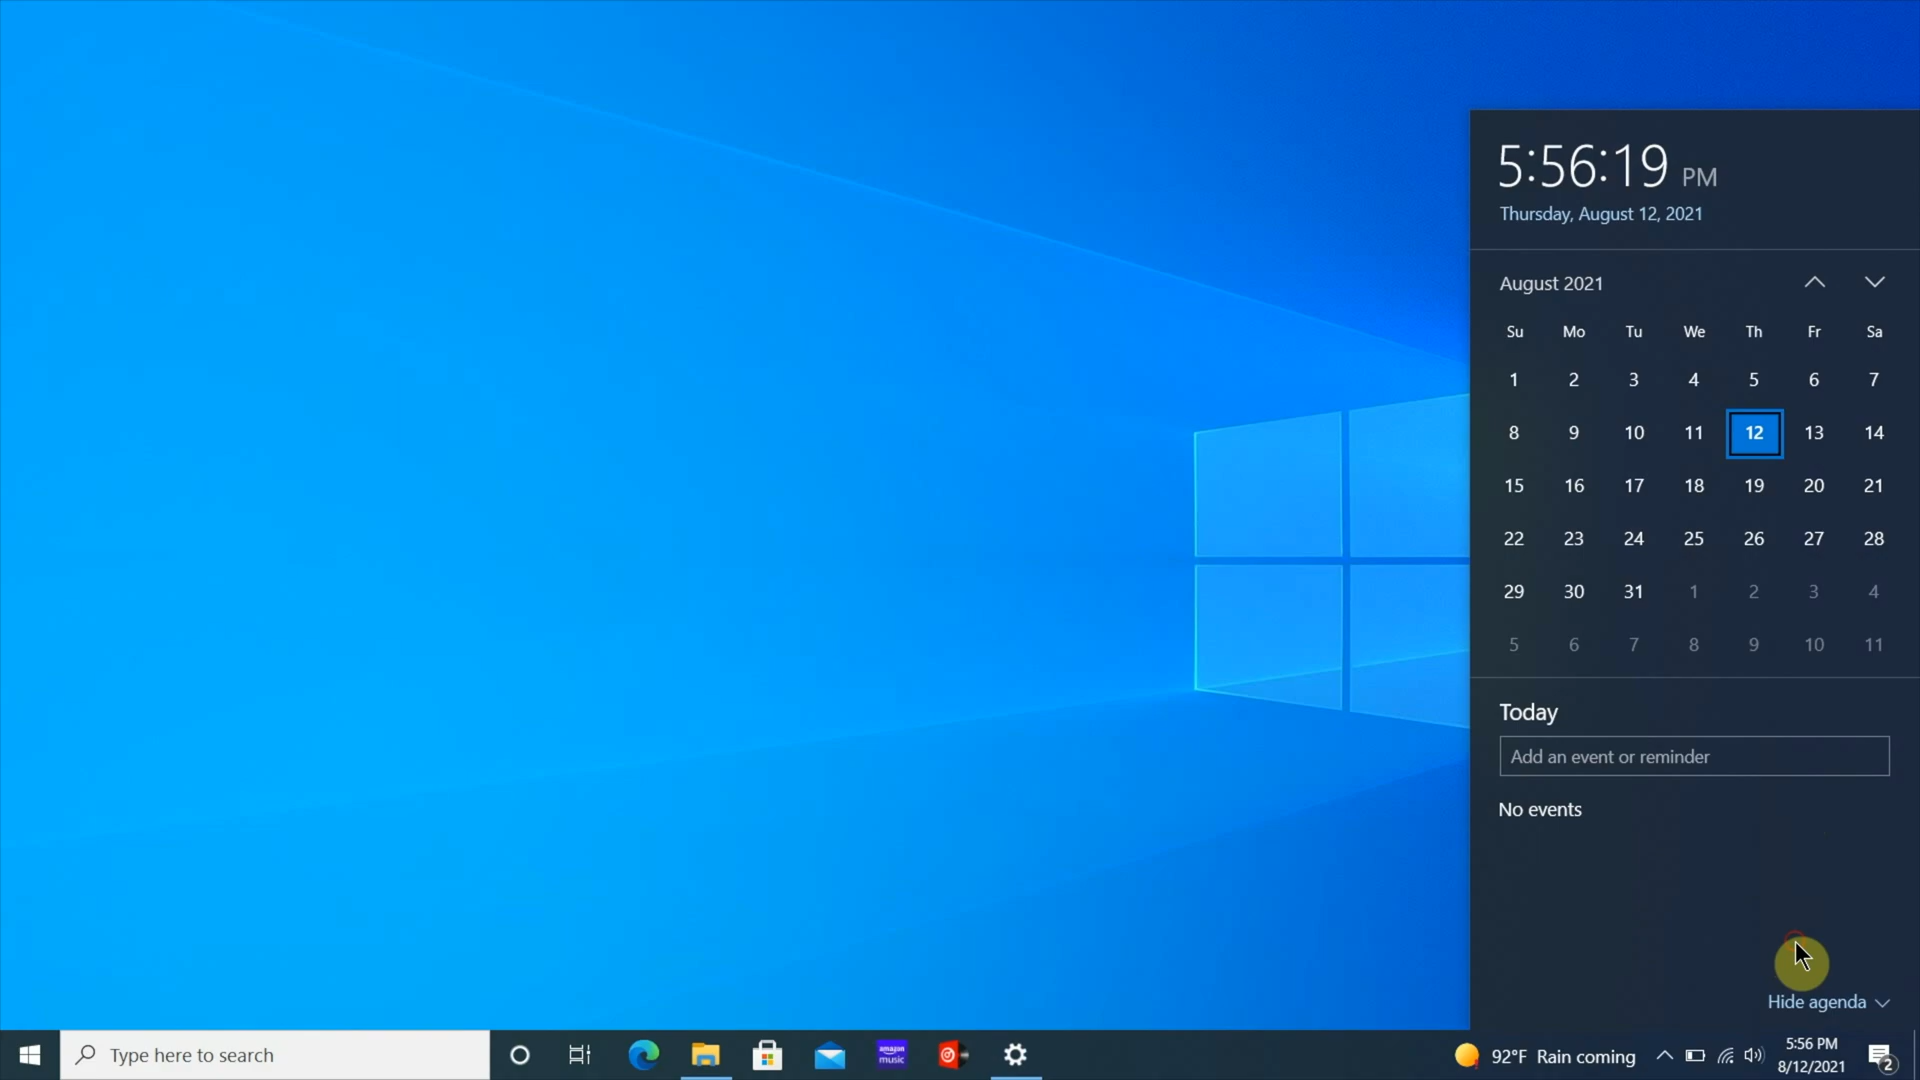 5:56:19 PM
Thursday, August 12, 2021
August 2021
Su Mo Tu We Th Fr Sa
1 2 3 4 5 6 7
8 9 10 11 12 13 14
15 16 17 18 19 20 21
22 23 24 25 26 27 28
29 30 31 1 2 3 4
5 6 7 8 9 10 11
Today
Add an event or reminder
No events
Hide agenda
Type here to search
amazon
music
92°F Rain coming
5:56 PM
8/12/2021
2